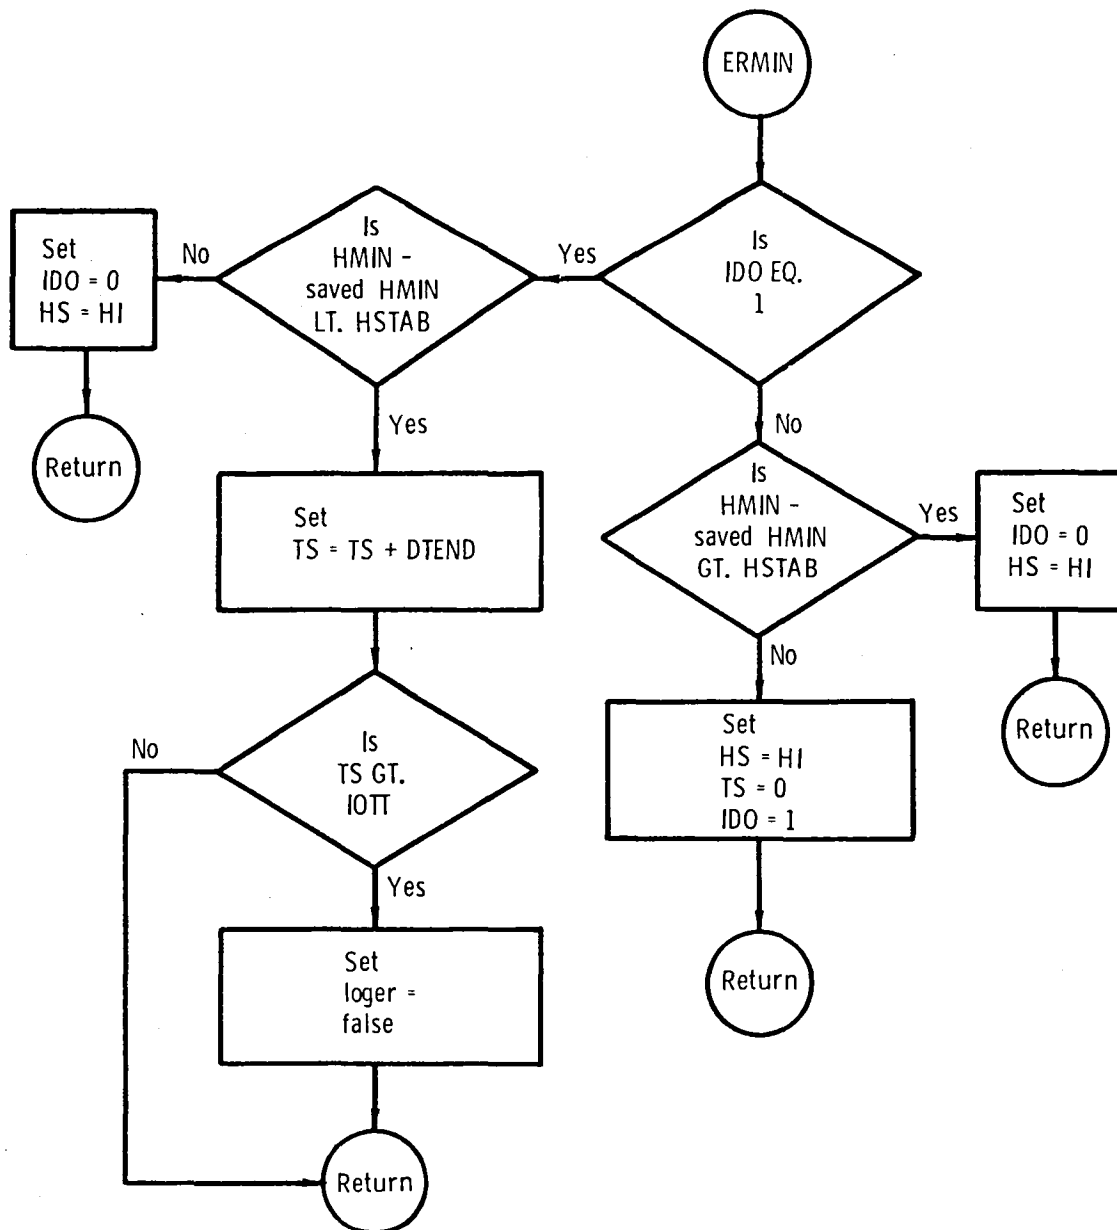 ERMIN
Is
IDO EQ.
1
Yes
Is
HMIN -
saved HMIN
LT. HSTAB
No
Set
IDO = 0
HS = HI
Return
Yes
Set
TS = TS + DTEND
Is
TS GT.
IOTT
No
Yes
Set
loger =
false
Return
No
Is
HMIN -
saved HMIN
GT. HSTAB
Yes
Set
IDO = 0
HS = HI
Return
No
Set
HS = HI
TS = 0
IDO = 1
Return